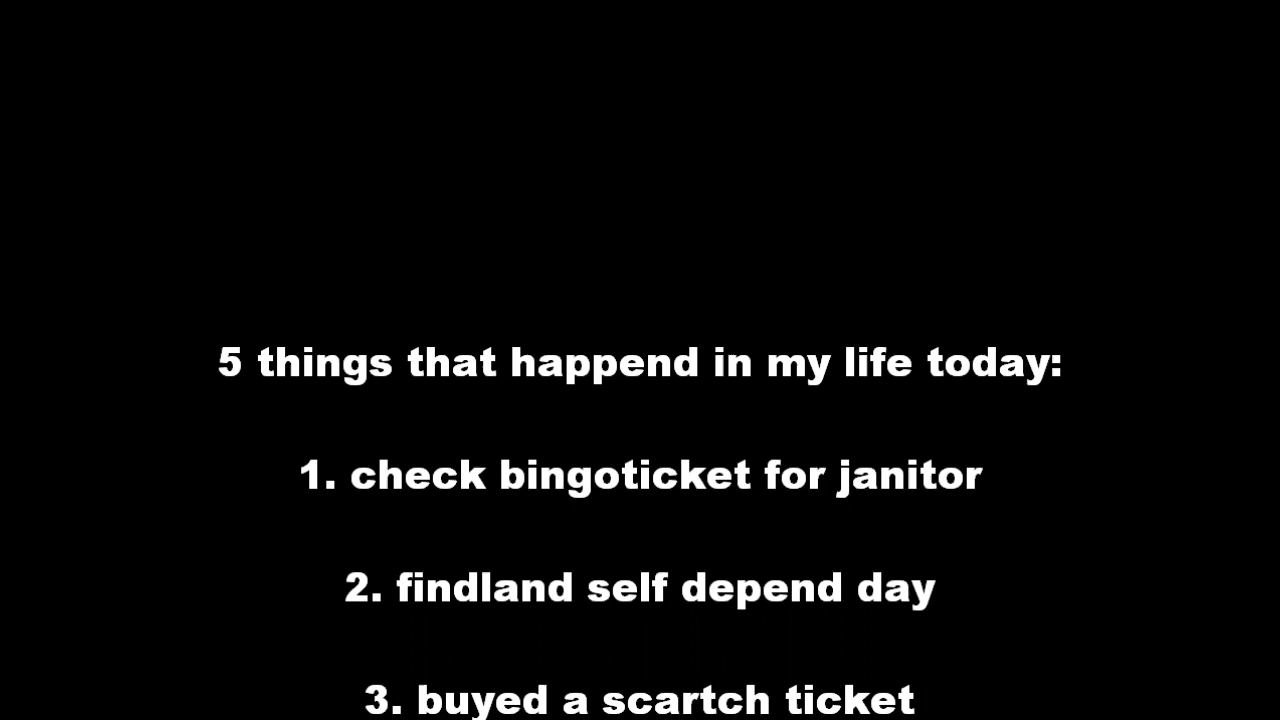 5 things that happend in my life today:
1. check bingoticket for janitor
2. findland self depend day
3. buyed a scartch ticket